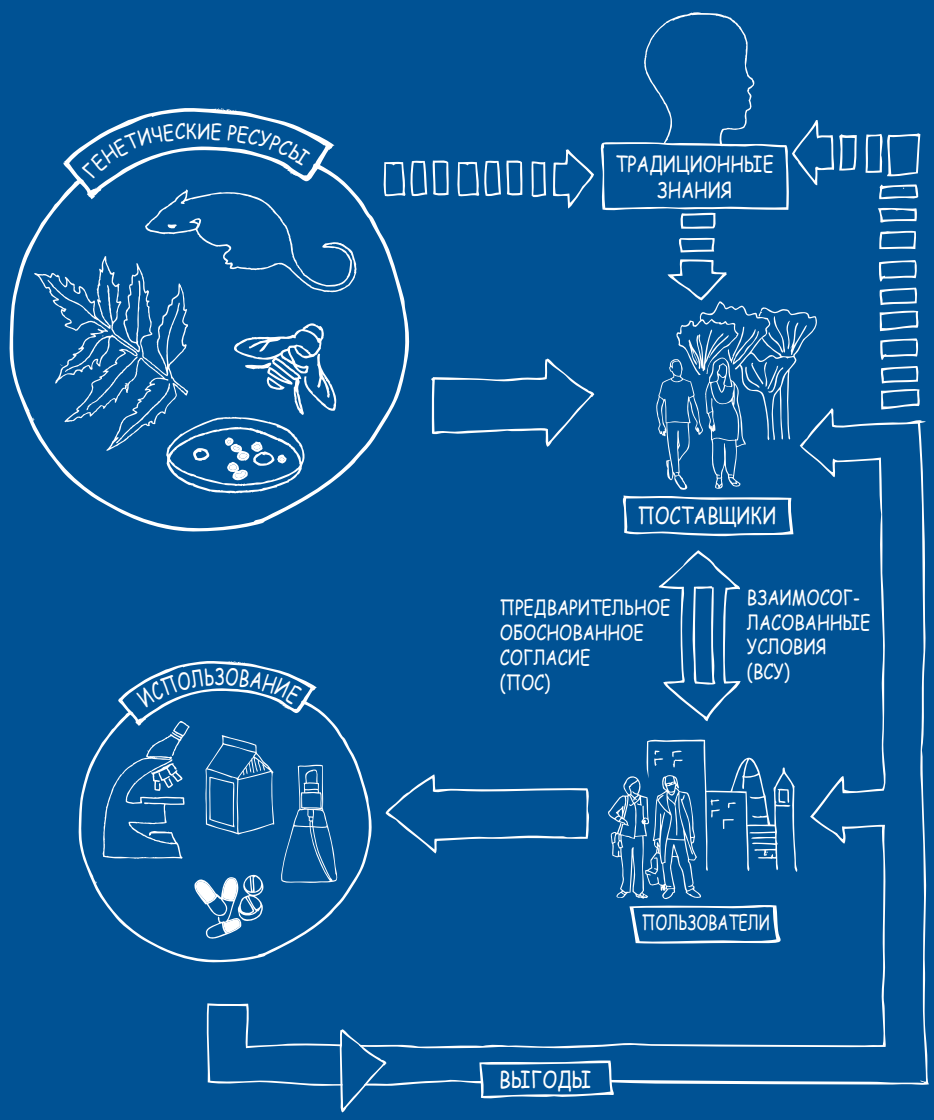 ГЕНЕТИЧЕСКИЕ РЕСУРСЫ
ТРАДИЦИОННЫЕ
ЗНАНИЯ
ПОСТАВЩИКИ
ПРЕДВАРИТЕЛЬНОЕ
ОБОСНОВАННОЕ
СОГЛАСИЕ
(ПОС)
ВЗАИМОСОГ-
ЛАСОВАННЫЕ
УСЛОВИЯ
(ВСУ)
ИСПОЛЬЗОВАНИЕ
ПОЛЬЗОВАТЕЛИ
ВЫГОДЫ